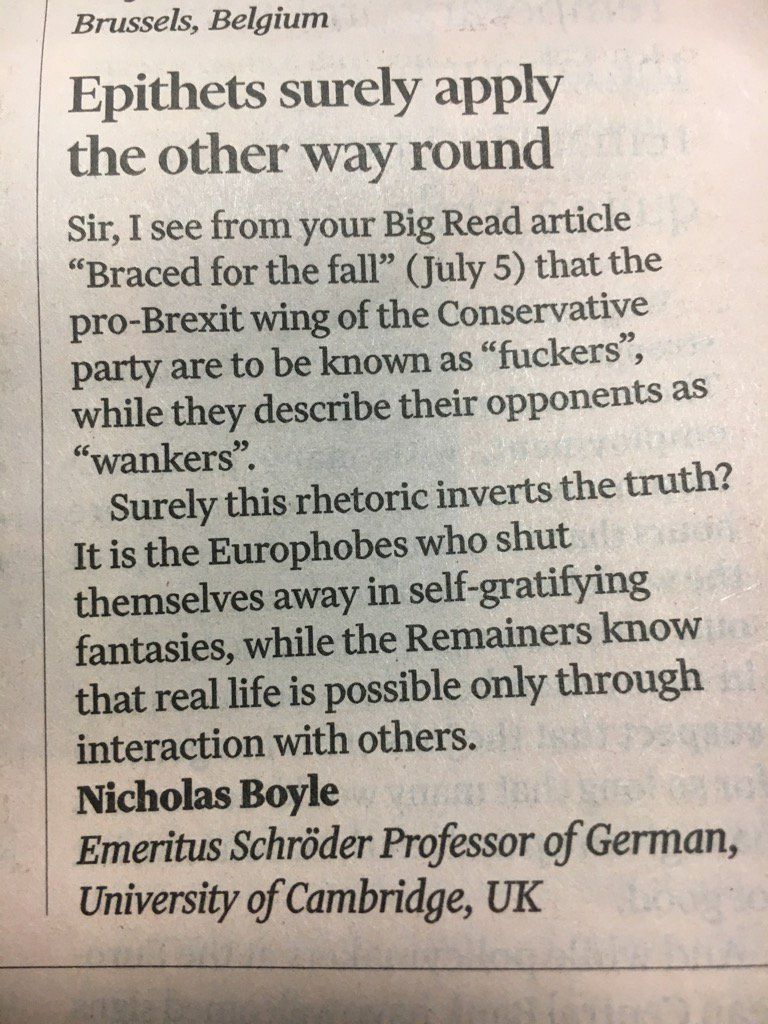 Brussels, Belgium
Epithets surely apply
the other way round
Sir, I see from your Big Read article
“Braced for the fall” (July 5) that the
pro-Brexit wing of the Conservative
party are to be known as “fuckers”,
while they describe their opponents as
“wankers”.
Surely this rhetoric inverts the truth?
It is the Europhobes who shut
themselves away in self-gratifying
fantasies, while the Remainers know
that real life is possible only through
interaction with others.
Nicholas Boyle
Emeritus Schröder Professor of German,
University of Cambridge, UK